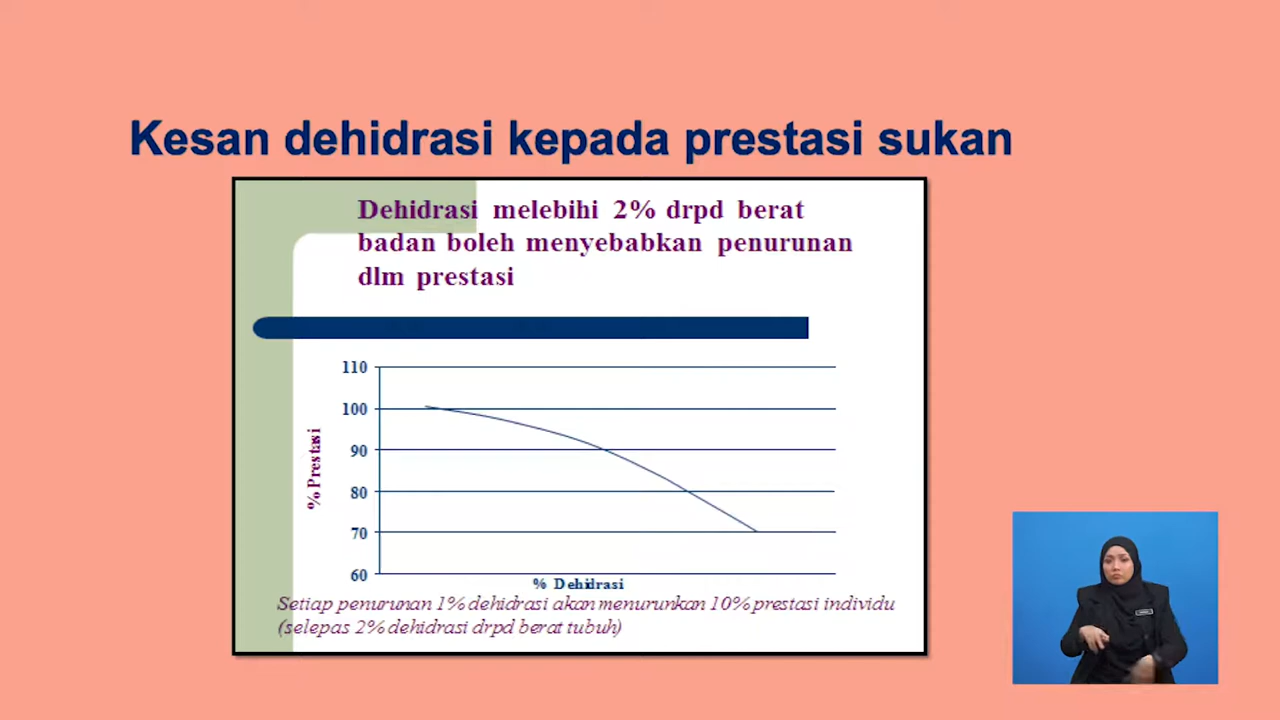 Kesan dehidrasi kepada prestasi sukan
Dehidrasi melebihi 2% drpd berat
badan boleh menyebabkan penurunan
dlm prestasi
110
100
90
80
70
60
% Prestasi
% Dehidrasi
Setiap penurunan 1% dehidrasi akan menurunkan 10% prestasi individu
(selepas 2% dehidrasi drpd berat tubuh)